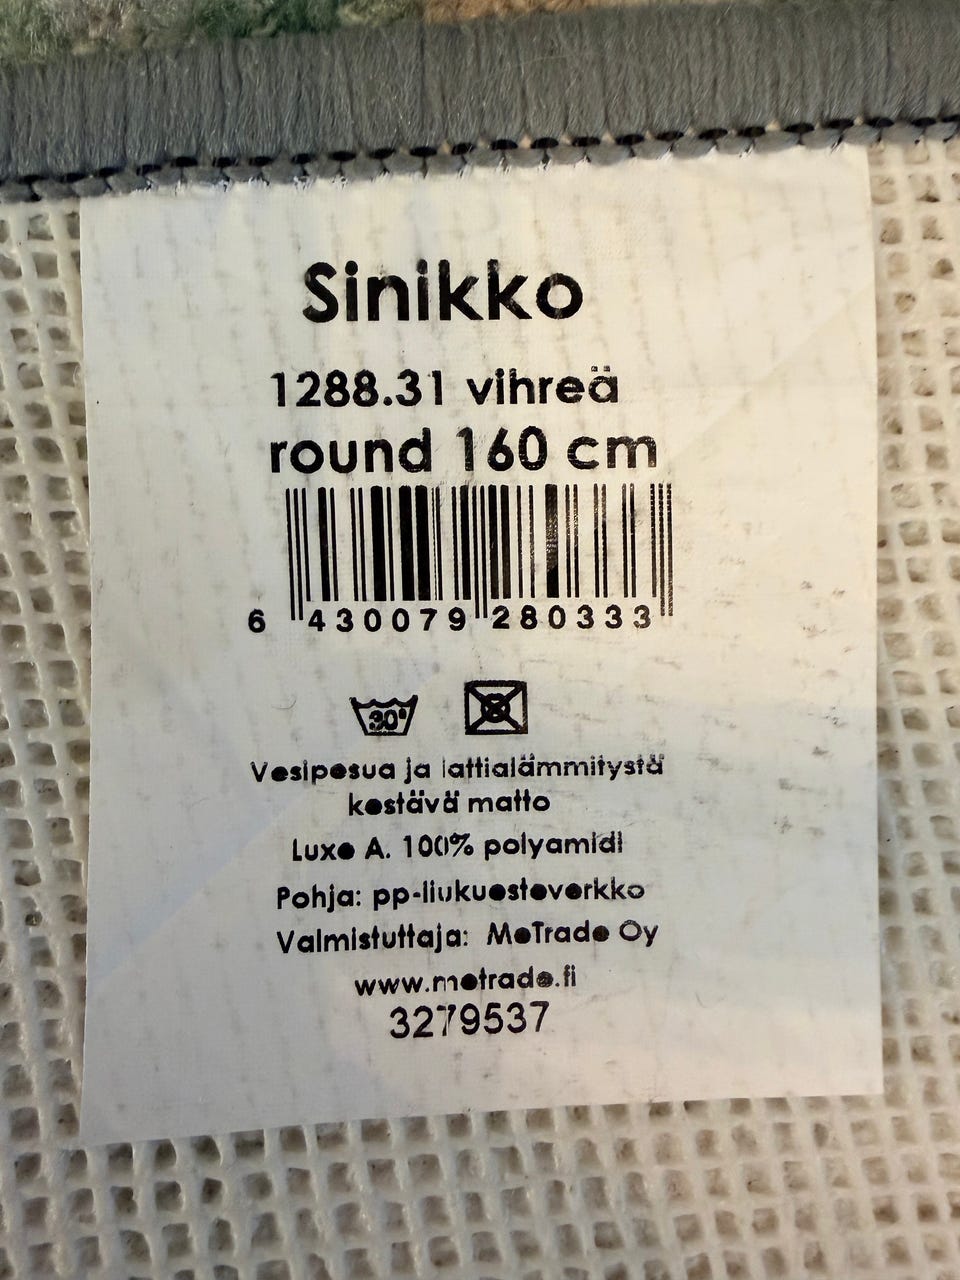 Sinikko
1288.31 vihreä
round 160 cm
6 430079 280333
30°
Vesipesua ja lattialämmitystä
kestävä matto
Luxe A. 100% polyamidi
Pohja: pp-liukuesteverkko
Valmistuttaja: MeTrade Oy
www.metrade.fi
3279537